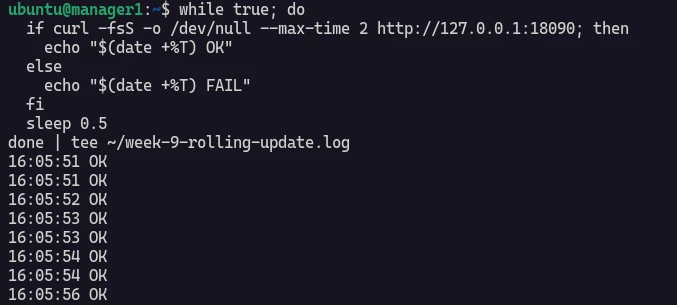 ubuntu@manager1:~$ while true; do
  if curl -fsS -o /dev/null --max-time 2 http://127.0.0.1:18090; then
    echo "$(date +%T) OK"
  else
    echo "$(date +%T) FAIL"
  fi
  sleep 0.5
done | tee ~/week-9-rolling-update.log
16:05:51 OK
16:05:51 OK
16:05:52 OK
16:05:53 OK
16:05:53 OK
16:05:54 OK
16:05:54 OK
16:05:56 OK